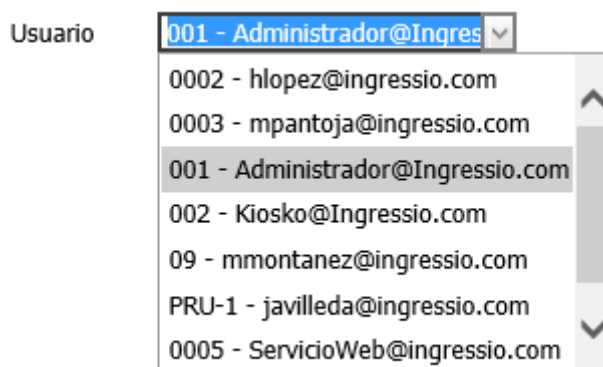 Usuario 001 - Administrador@Ingres
0002 - hlopez@ingressio.com
0003 - mpantoja@ingressio.com
001 - Administrador@Ingressio.com
002 - Kiosko@Ingressio.com
09 - mmontanez@ingressio.com
PRU-1 - javilleda@ingressio.com
0005 - ServicioWeb@ingressio.com